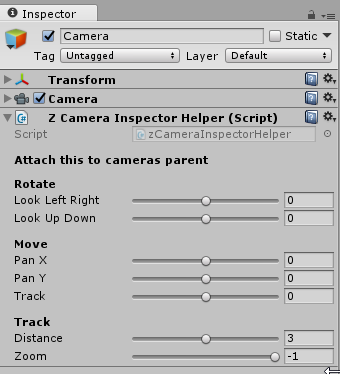 Inspector
Camera Static
Tag Untagged Layer Default
Transform
Camera
Z Camera Inspector Helper (Script)
Script zCameraInspectorHelper
Attach this to cameras parent
Rotate
Look Left Right 0
Look Up Down 0
Move
Pan X 0
Pan Y 0
Track 0
Track
Distance 3
Zoom -1